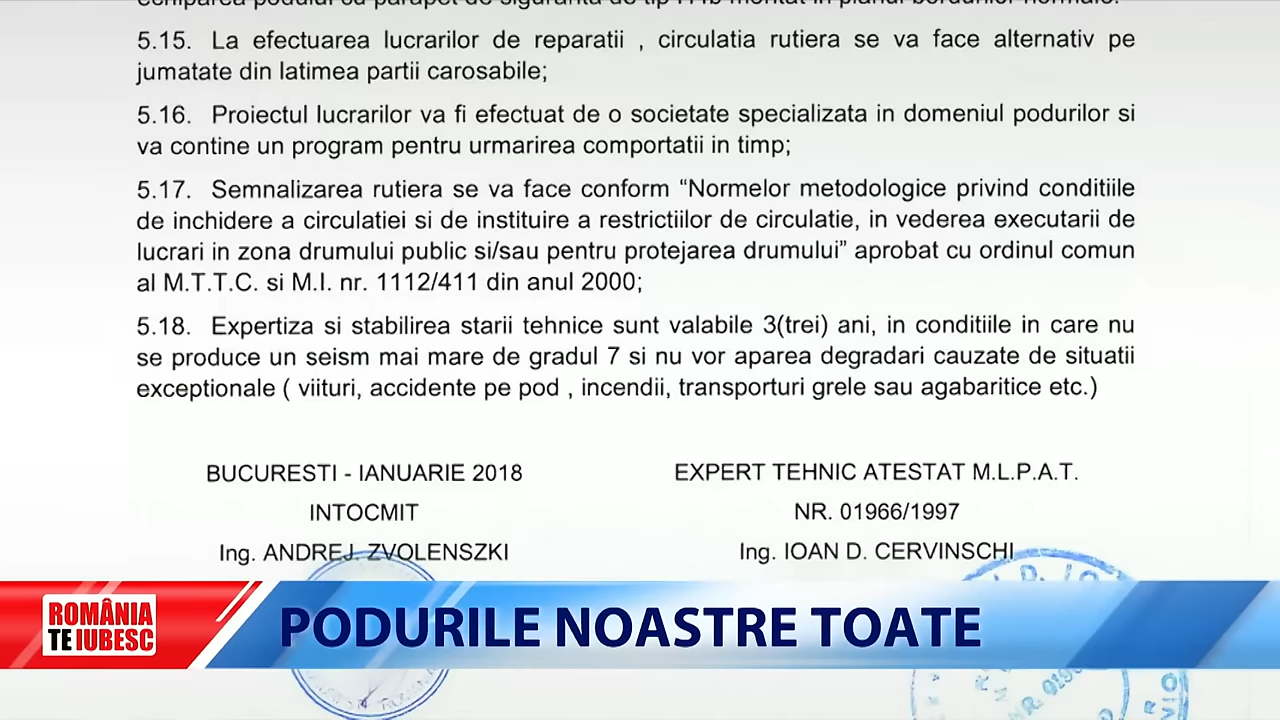 5.15. La efectuarea lucrarilor de reparatii , circulatia rutiera se va face alternativ pe
jumatate din latimea partii carosabile;
5.16. Proiectul lucrarilor va fi efectuat de o societate specializata in domeniul podurilor si
va contine un program pentru urmarirea comportatii in timp;
5.17. Semnalizarea rutiera se va face conform “Normelor metodologice privind conditiile
de inchidere a circulatiei si de instituire a restrictiilor de circulatie, in vederea executarii de
lucrari in zona drumului public si/sau pentru protejarea drumului” aprobat cu ordinul comun
al M.T.T.C. si M.I. nr. 1112/411 din anul 2000;
5.18. Expertiza si stabilirea starii tehnice sunt valabile 3(trei) ani, in conditiile in care nu
se produce un seism mai mare de gradul 7 si nu vor aparea degradari cauzate de situatii
exceptionale ( viituri, accidente pe pod , incendii, transporturi grele sau agabaritice etc.)
BUCURESTI - IANUARIE 2018
EXPERT TEHNIC ATESTAT M.L.P.A.T.
INTOCMIT
NR. 01966/1997
Ing. ANDREJ. ZVOLENSZKI
Ing. IOAN D. CERVINSCHI
ROMÂNIA
TE IUBESC
PODURILE NOASTRE TOATE